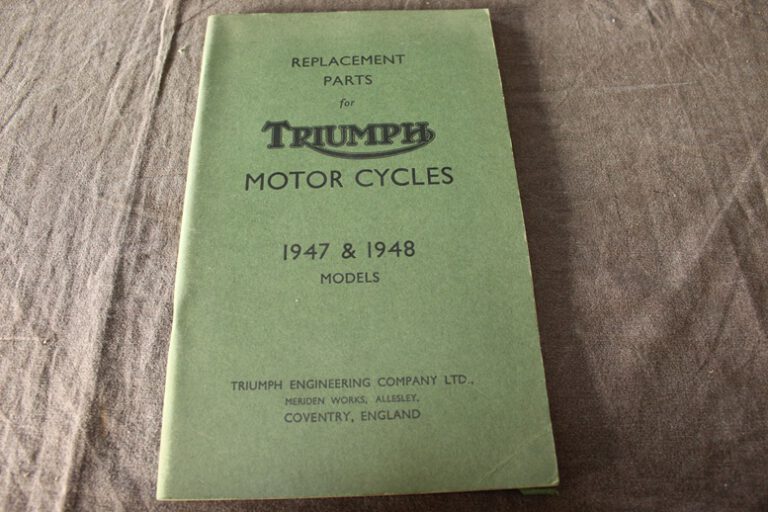 REPLACEMENT
PARTS
for
TRIUMPH
MOTOR CYCLES
1947 & 1948
MODELS
TRIUMPH ENGINEERING COMPANY LTD.,
MERIDEN WORKS, ALLESLEY,
COVENTRY, ENGLAND